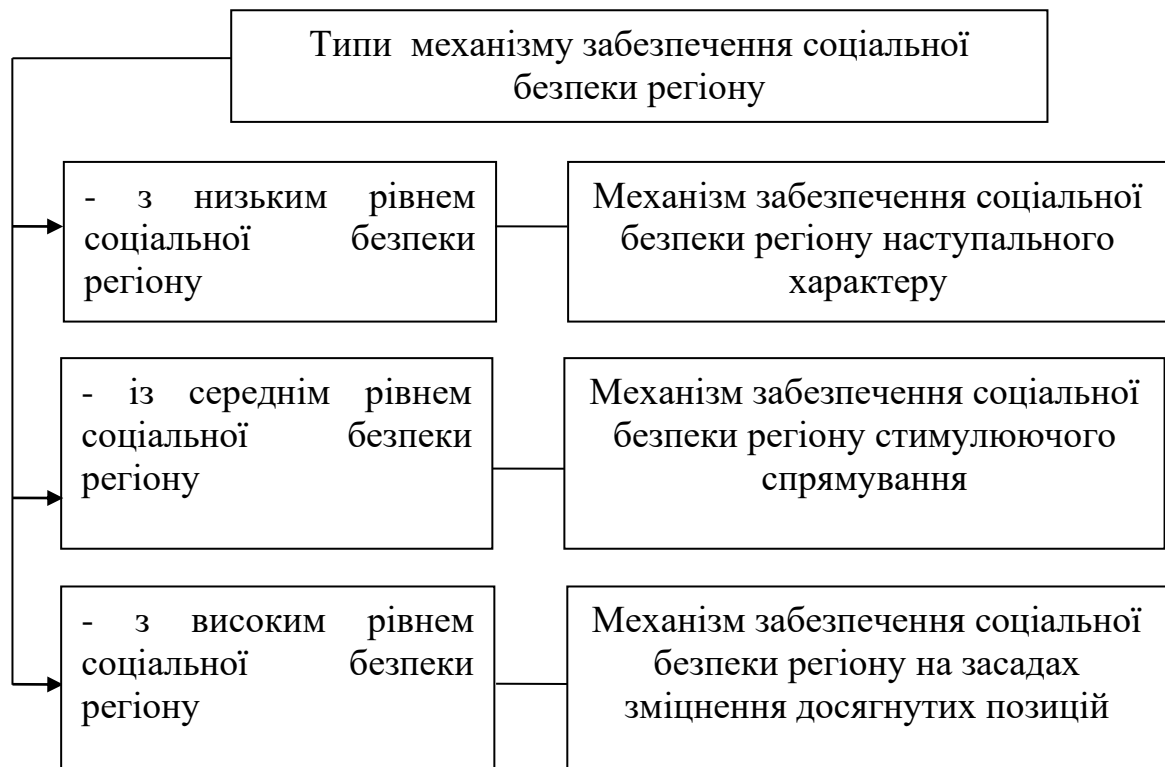 Типи механізму забезпечення соціальної
безпеки регіону
- з низьким рівнем
соціальної безпеки
регіону
Механізм забезпечення соціальної
безпеки регіону наступального
характеру
- із середнім рівнем
соціальної безпеки
регіону
Механізм забезпечення соціальної
безпеки регіону стимулюючого
спрямування
- з високим рівнем
соціальної безпеки
регіону
Механізм забезпечення соціальної
безпеки регіону на засадах
зміцнення досягнутих позицій